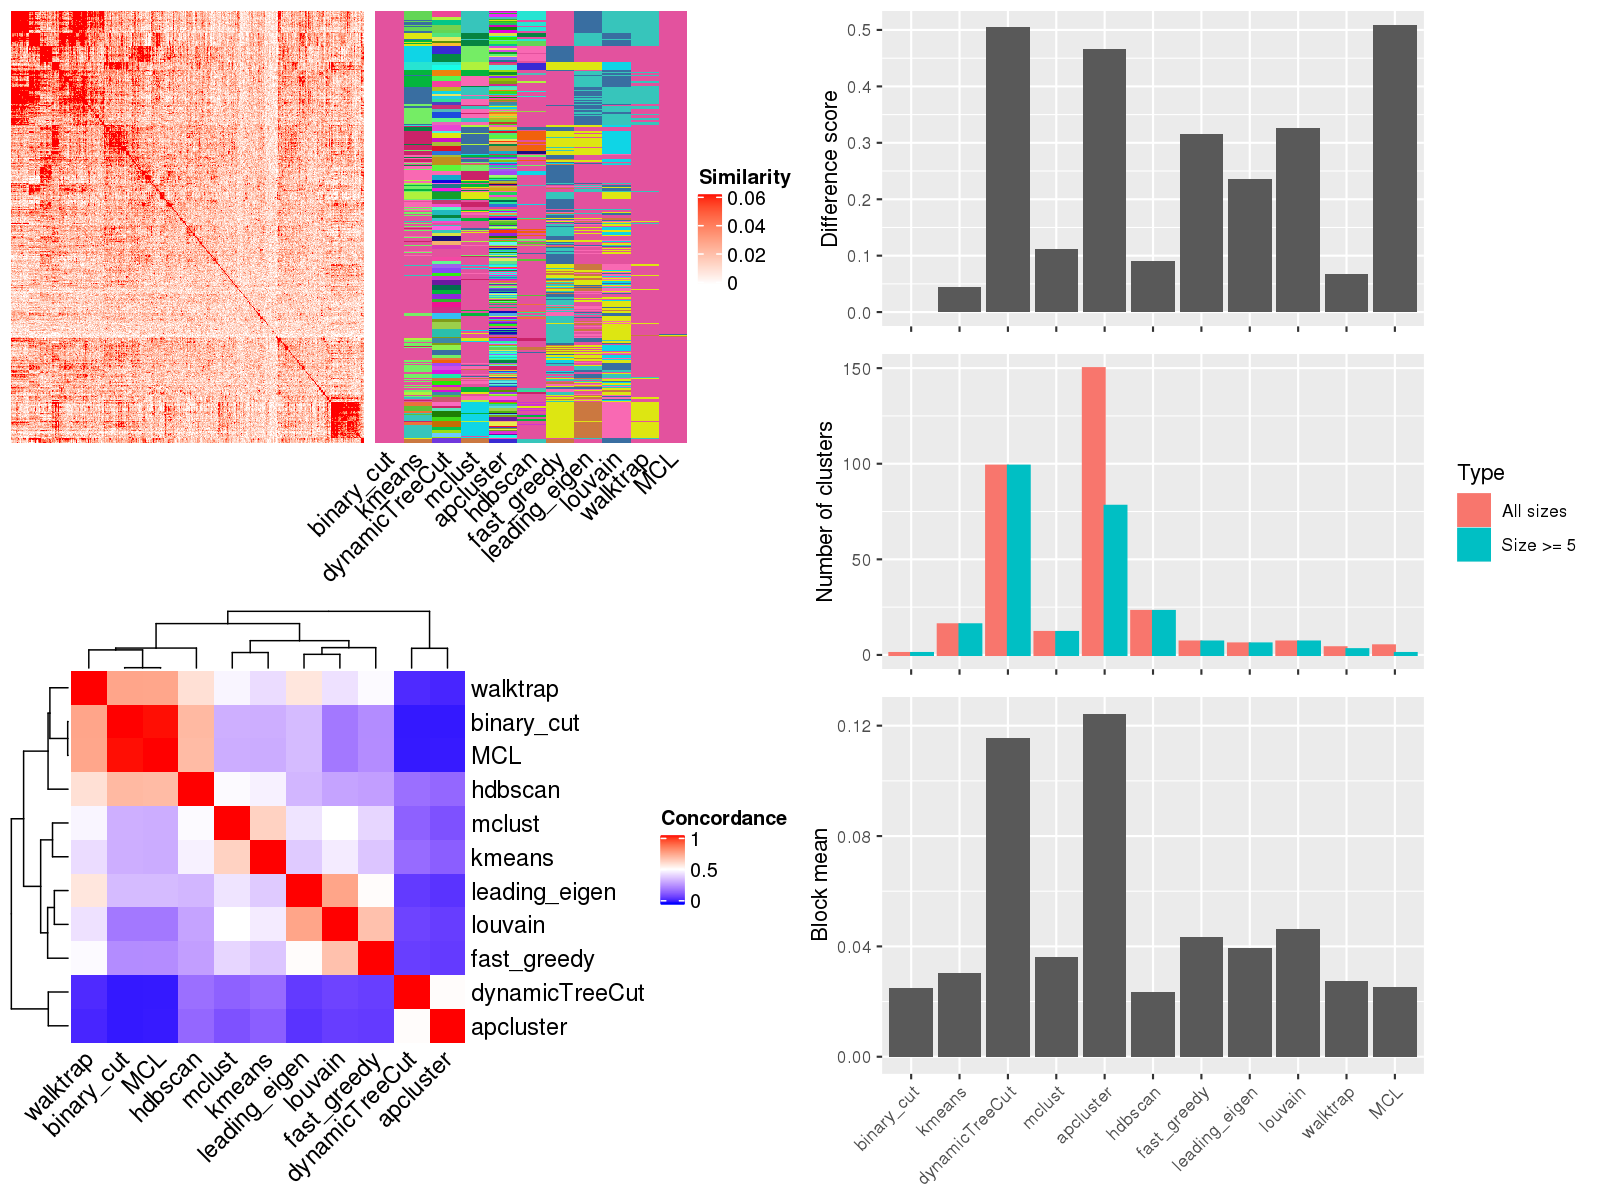 Similarity
0.06
0.04
0.02
0
binary_cut
kmeans
dynamicTreeCut
mclust
apcluster
hdbscan
fast_greedy
leading_eigen
louvain
walktrap
MCL
walktrap
binary_cut
MCL
hdbscan
mclust
kmeans
leading_eigen
louvain
fast_greedy
dynamicTreeCut
apcluster
Concordance
1
0.5
0
walktrap
binary_cut
MCL
hdbscan
mclust
kmeans
leading_eigen
louvain
fast_greedy
dynamicTreeCut
apcluster
Difference score
0.5
0.4
0.3
0.2
0.1
0.0
Number of clusters
150
100
50
0
Type
All sizes
Size >= 5
Block mean
0.12
0.08
0.04
0.00
binary_cut
kmeans
dynamicTreeCut
mclust
apcluster
hdbscan
fast_greedy
leading_eigen
louvain
walktrap
MCL